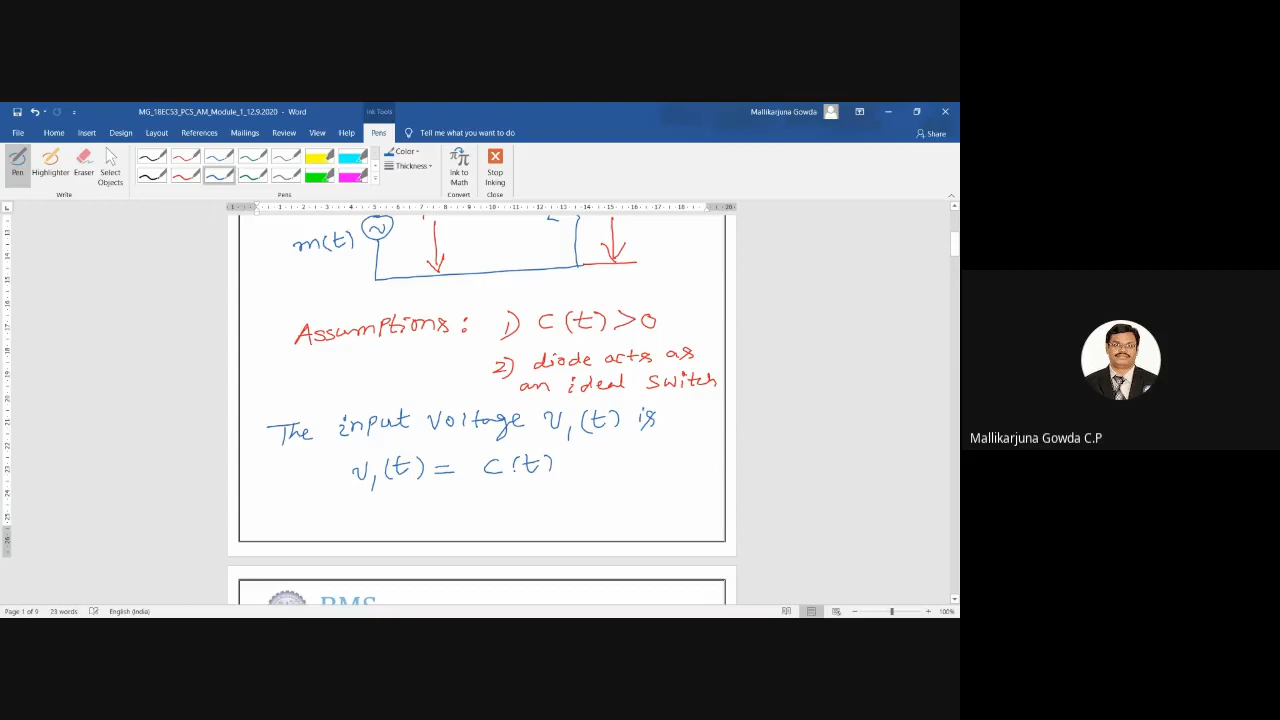 MG_18EC53_PCS_AM_Module_1_12.9.2020 - Word
Ink Tools
Mallikarjuna Gowda
File Home Insert Design Layout References Mailings Review View Help Pens Tell me what you want to do
Share
Pen
Highlighter
Eraser
Select Objects
Color
Thickness
Ink to Math
Stop Inking
Write
Pens
Convert
Close
m(t)
Assumptions: 1) C(t)>0
2) diode acts as
an ideal switch
The input voltage v₁(t) is
v₁(t) = C(t)
BMS
Page 1 of 9 23 words English (India)
100%
Mallikarjuna Gowda C.P